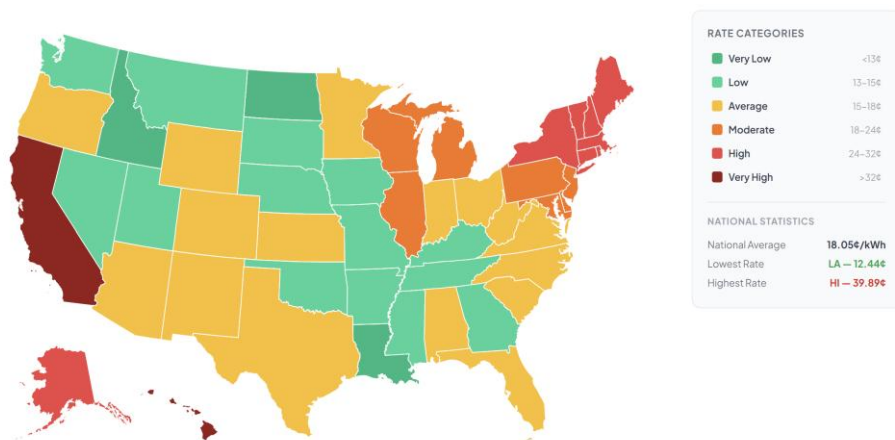 RATE CATEGORIES
Very Low <13¢
Low 13–15¢
Average 15–18¢
Moderate 18–24¢
High 24–32¢
Very High >32¢
NATIONAL STATISTICS
National Average 18.05¢/kWh
Lowest Rate LA — 12.44¢
Highest Rate HI — 39.89¢